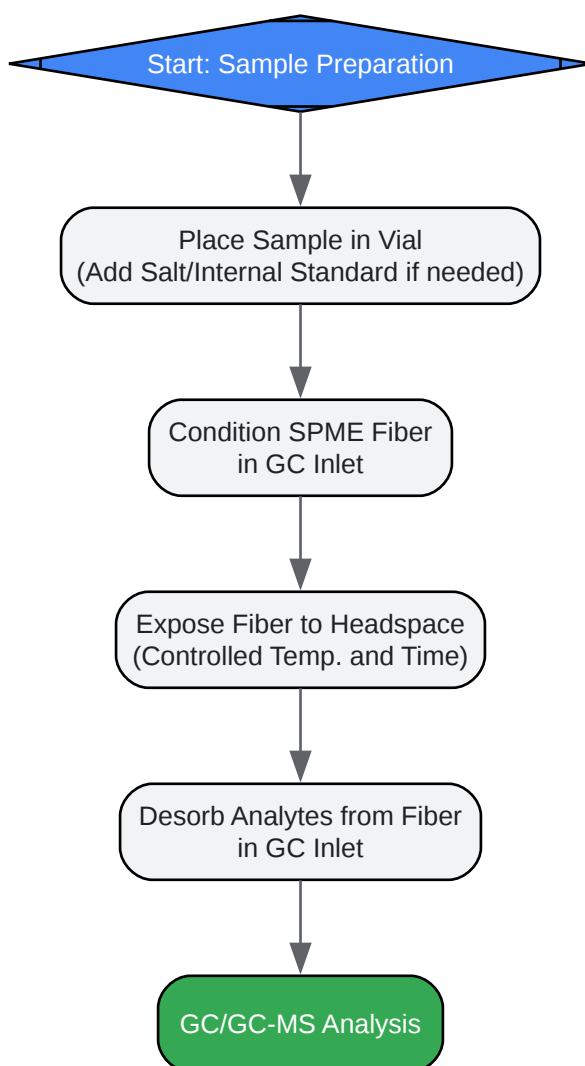 Start: Sample Preparation
Place Sample in Vial
(Add Salt/Internal Standard if needed)
Condition SPME Fiber
in GC Inlet
Expose Fiber to Headspace
(Controlled Temp. and Time)
Desorb Analytes from Fiber
in GC Inlet
GC/GC-MS Analysis